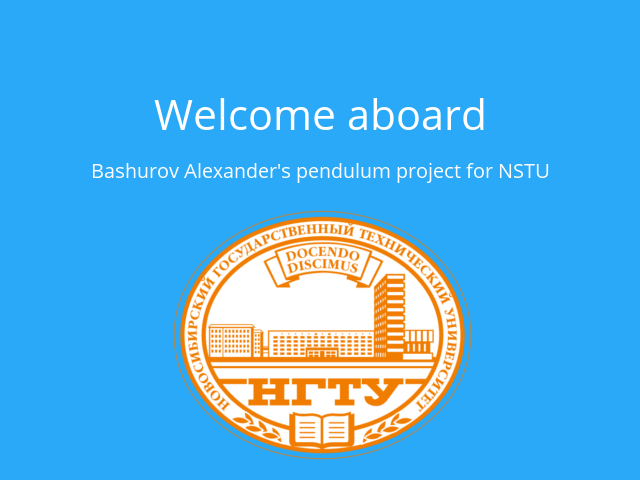 Welcome aboard
Bashurov Alexander's pendulum project for NSTU
НОВОСИБИРСКИЙ ГОСУДАРСТВЕННЫЙ ТЕХНИЧЕСКИЙ УНИВЕРСИТЕТ
DOCENDO
DISCIMUS
НГТУ